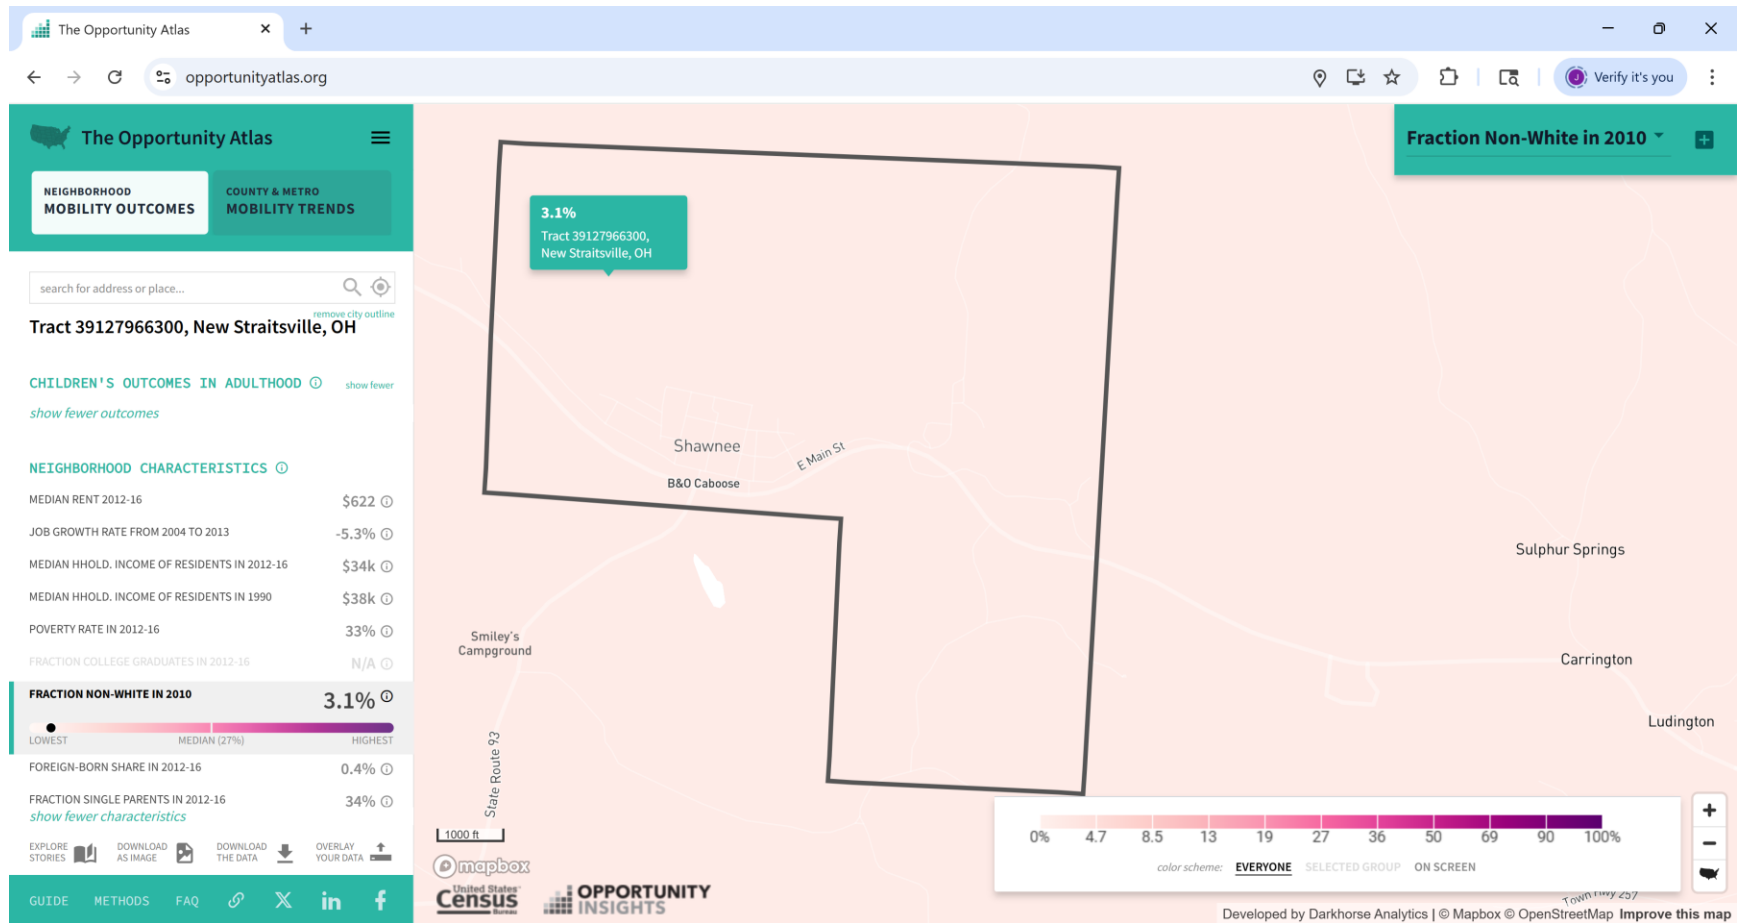 The Opportunity Atlas
opportunityatlas.org
Verify it's you
The Opportunity Atlas
NEIGHBORHOOD
MOBILITY OUTCOMES
COUNTY & METRO
MOBILITY TRENDS
search for address or place...
remove city outline
Tract 39127966300, New Straitsville, OH
CHILDREN'S OUTCOMES IN ADULTHOOD
show fewer
show fewer outcomes
NEIGHBORHOOD CHARACTERISTICS
MEDIAN RENT 2012-16 $622
JOB GROWTH RATE FROM 2004 TO 2013 -5.3%
MEDIAN HHOLD. INCOME OF RESIDENTS IN 2012-16 $34k
MEDIAN HHOLD. INCOME OF RESIDENTS IN 1990 $38k
POVERTY RATE IN 2012-16 33%
FRACTION COLLEGE GRADUATES IN 2012-16 N/A
FRACTION NON-WHITE IN 2010 3.1%
LOWEST MEDIAN (27%) HIGHEST
FOREIGN-BORN SHARE IN 2012-16 0.4%
FRACTION SINGLE PARENTS IN 2012-16 34%
show fewer characteristics
EXPLORE STORIES
DOWNLOAD AS IMAGE
DOWNLOAD THE DATA
OVERLAY YOUR DATA
GUIDE METHODS FAQ
Fraction Non-White in 2010
3.1%
Tract 39127966300,
New Straitsville, OH
Shawnee
E Main St
B&O Caboose
Sulphur Springs
Smiley's
Campground
Carrington
Ludington
State Route 93
1000 ft
mapbox
United States
Census
Bureau
OPPORTUNITY
INSIGHTS
0% 4.7 8.5 13 19 27 36 50 69 90 100%
color scheme: EVERYONE SELECTED GROUP ON SCREEN
Town Hwy 257
Developed by Darkhorse Analytics | © Mapbox © OpenStreetMap Improve this map